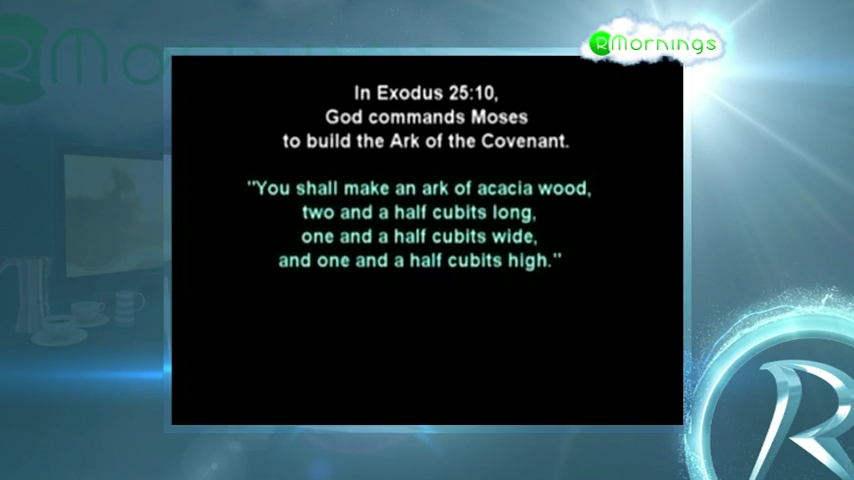 RMornings
In Exodus 25:10,
God commands Moses
to build the Ark of the Covenant.
"You shall make an ark of acacia wood,
two and a half cubits long,
one and a half cubits wide,
and one and a half cubits high."
R